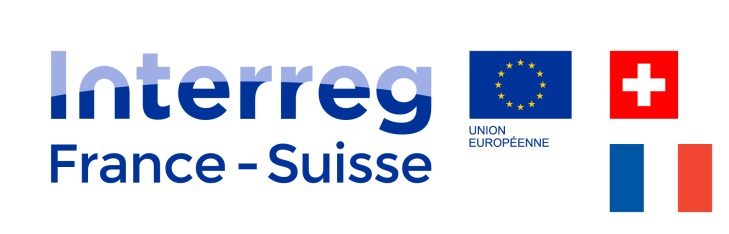 Interreg
France - Suisse
UNION
EUROPÉENNE